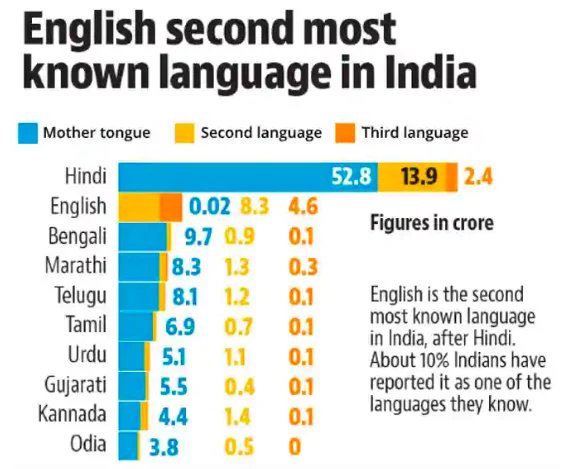 English second most
known language in India
Mother tongue Second language Third language
Hindi 52.8 13.9 2.4
English 0.02 8.3 4.6
Bengali 9.7 0.9 0.1
Marathi 8.3 1.3 0.3
Telugu 8.1 1.2 0.1
Tamil 6.9 0.7 0.1
Urdu 5.1 1.1 0.1
Gujarati 5.5 0.4 0.1
Kannada 4.4 1.4 0.1
Odia 3.8 0.5 0
Figures in crore
English is the second
most known language
in India, after Hindi.
About 10% Indians have
reported it as one of the
languages they know.